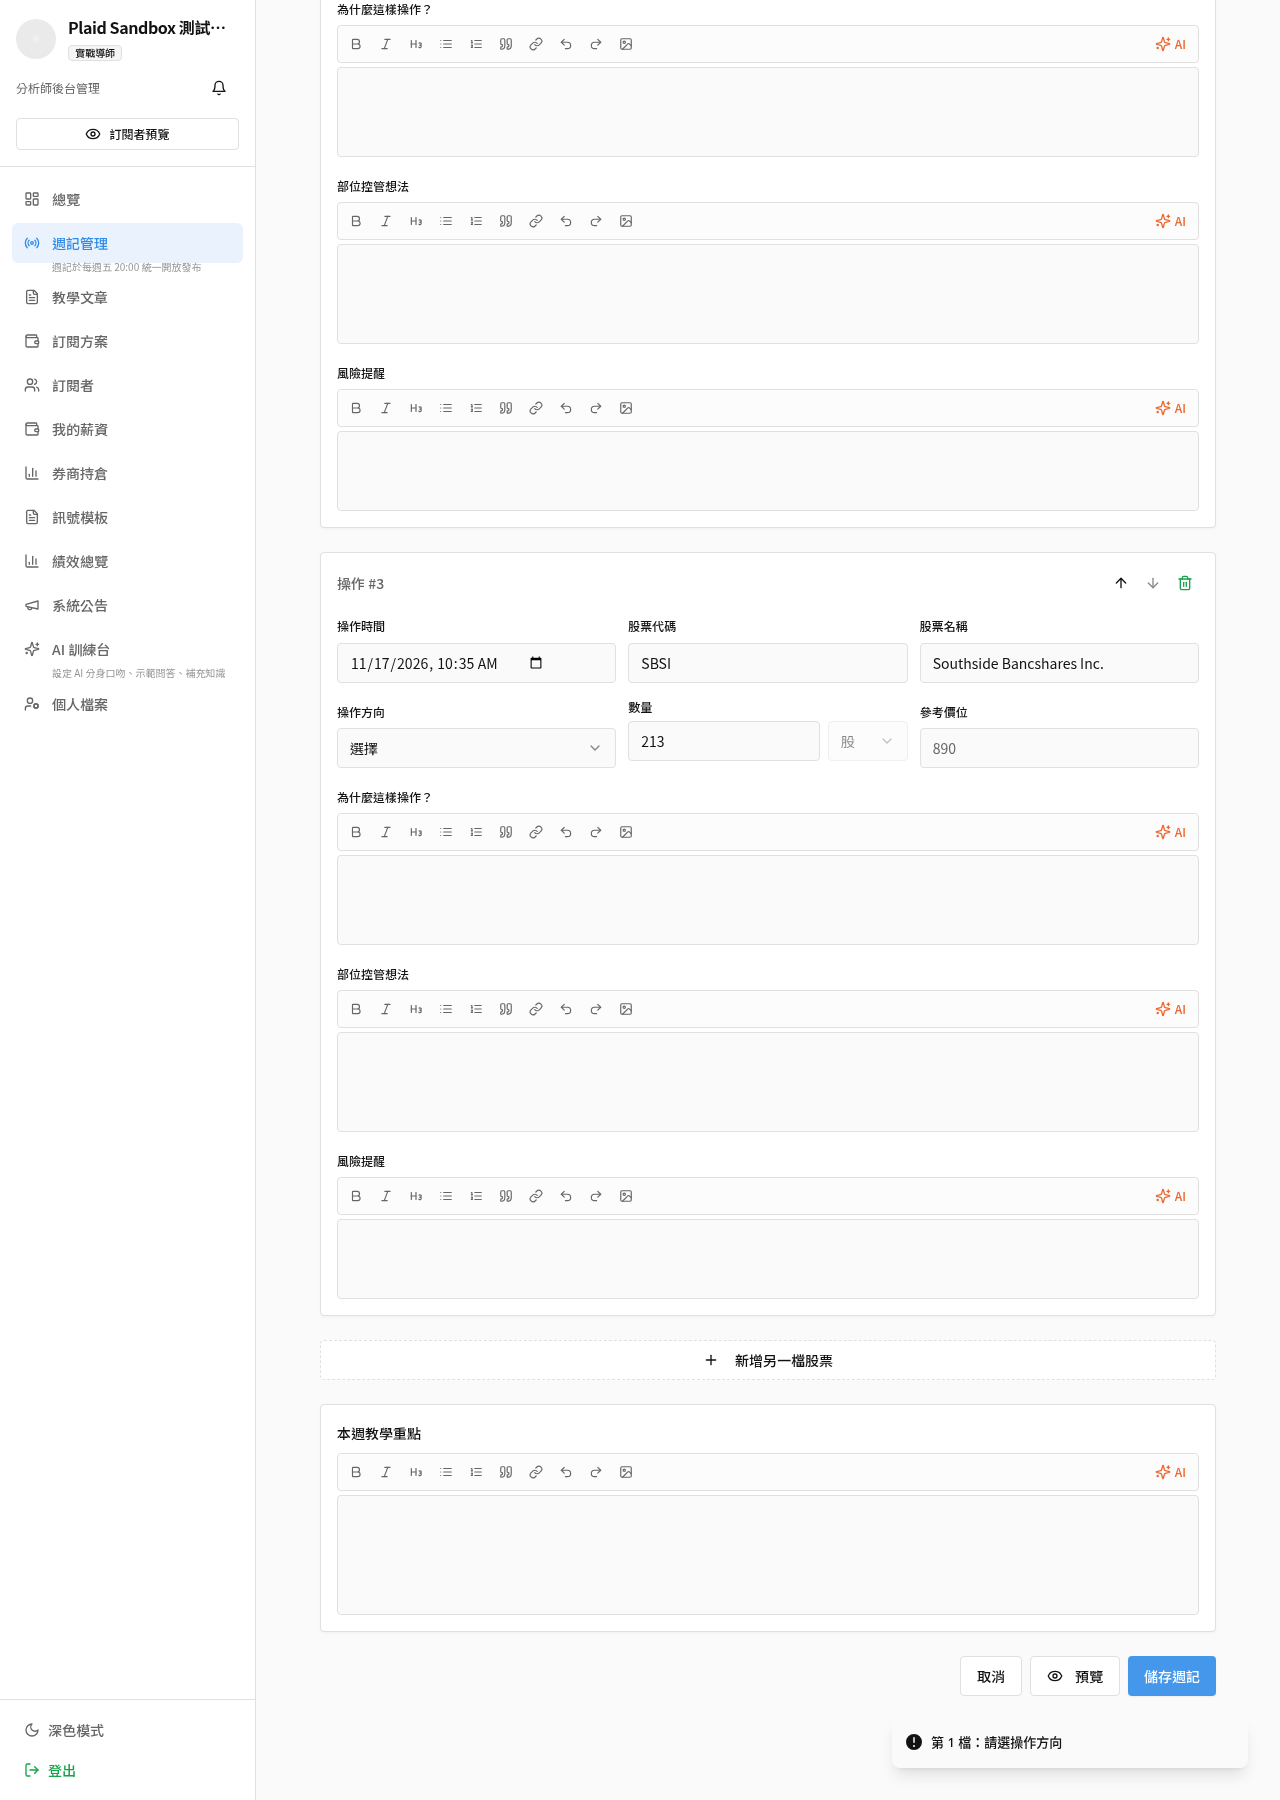 Plaid Sandbox 測試…
實戰導師
分析師後台管理
訂閱者預覽
總覽
週記管理
週記於每週五 20:00 統一開放發布
教學文章
訂閱方案
訂閱者
我的薪資
券商持倉
訊號模板
績效總覽
系統公告
AI 訓練台
設定 AI 分身口吻、示範問答、補充知識
個人檔案
深色模式
登出
為什麼這樣操作？
H3
AI
部位控管想法
H3
AI
風險提醒
H3
AI
操作 #3
操作時間
股票代碼
股票名稱
11/17/2026, 10:35 AM
SBSI
Southside Bancshares Inc.
操作方向
數量
參考價位
選擇
213
股
890
為什麼這樣操作？
H3
AI
部位控管想法
H3
AI
風險提醒
H3
AI
新增另一檔股票
本週教學重點
H3
AI
取消
預覽
儲存週記
第 1 檔：請選操作方向